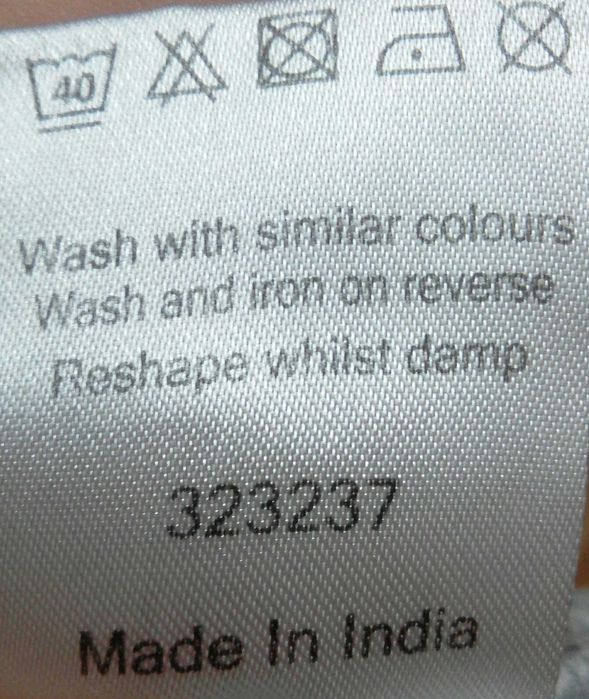 40
Wash with similar colours
Wash and iron on reverse
Reshape whilst damp
323237
Made In India